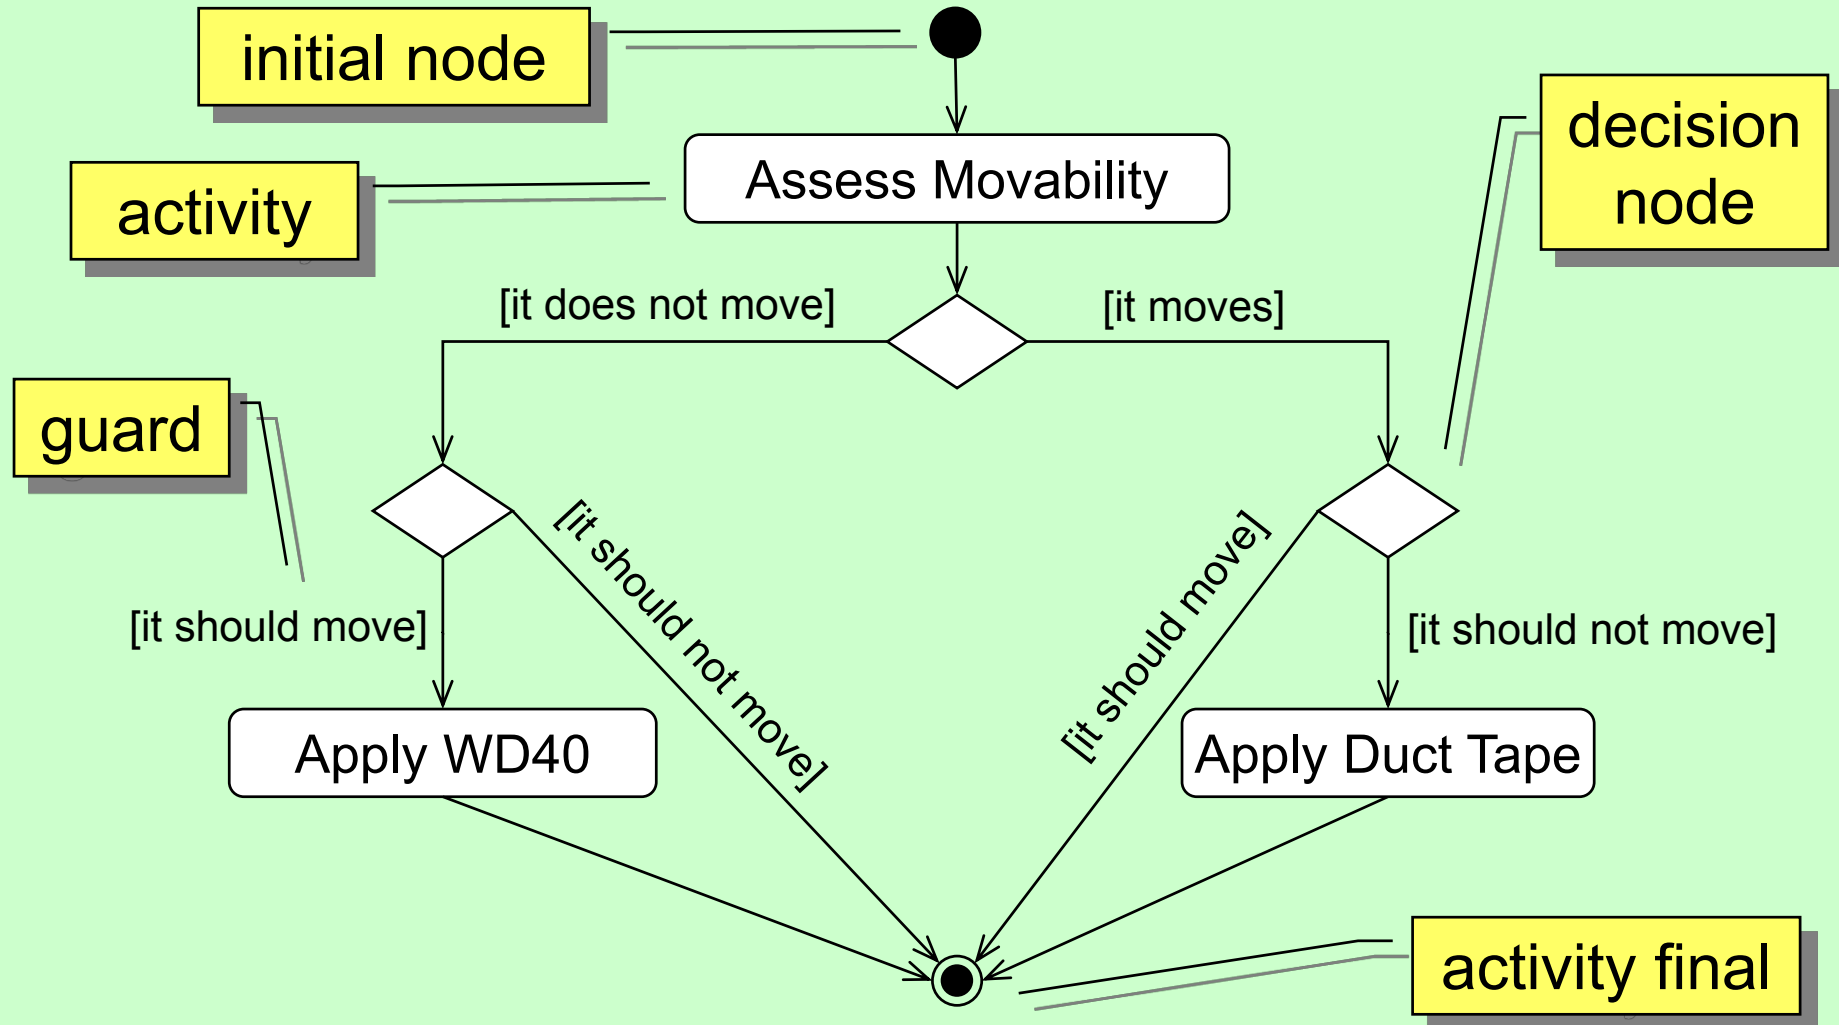 initial node
decision
node
Assess Movability
activity
[it does not move]
[it moves]
guard
[it should not move]
[it should move]
[it should move]
[it should not move]
Apply WD40
Apply Duct Tape
activity final